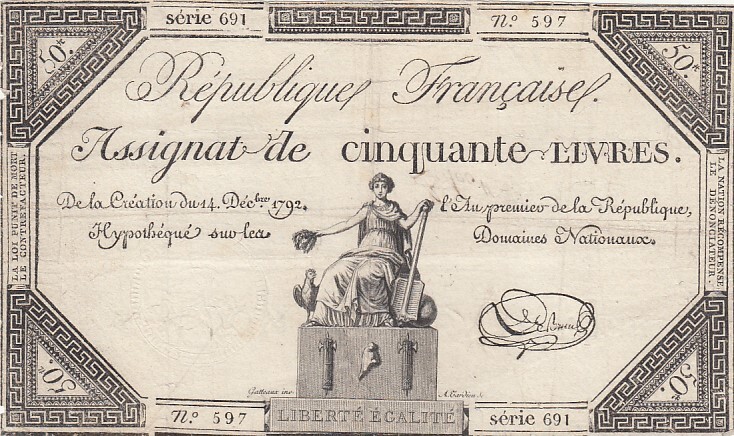 50.#
série 691
N.º 597
50.#
République Française.
Assignat de cinquante LIVRES.
De la Création du 14. Déc.bre 1792.
l'An premier de la République,
Hypothéqué sur les
Domaines Nationaux.
LA LOI PUNIT DE MORT
LE CONTREFACTEUR.
LA NATION RÉCOMPENSE
LE DÉNONCIATEUR.
Gatteaux inv.
A. Tardieu s.
50.#
N.º 597
LIBERTÉ ÉGALITÉ
série 691
50.#